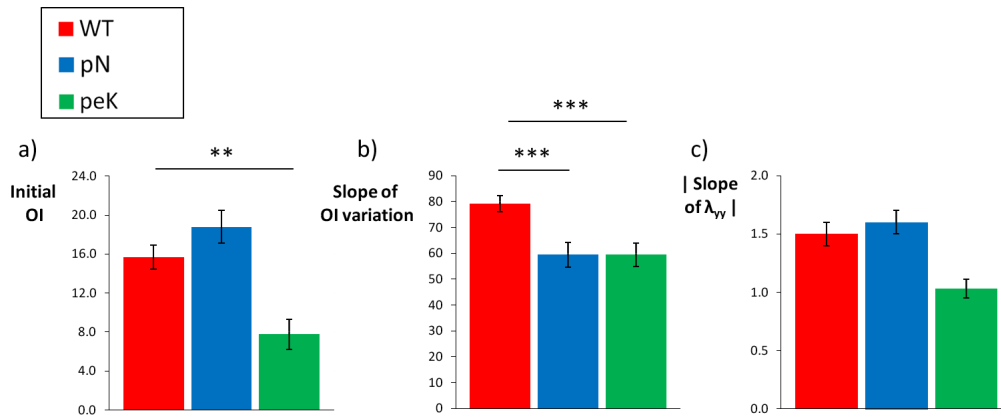 WT
pN
peK
a)
**
Initial
OI
24.0
20.0
16.0
12.0
8.0
4.0
0.0
b)
***
***
Slope of
OI variation
90
80
70
60
50
40
30
20
10
0
c)
| Slope
of λyy |
2.0
1.5
1.0
0.5
0.0